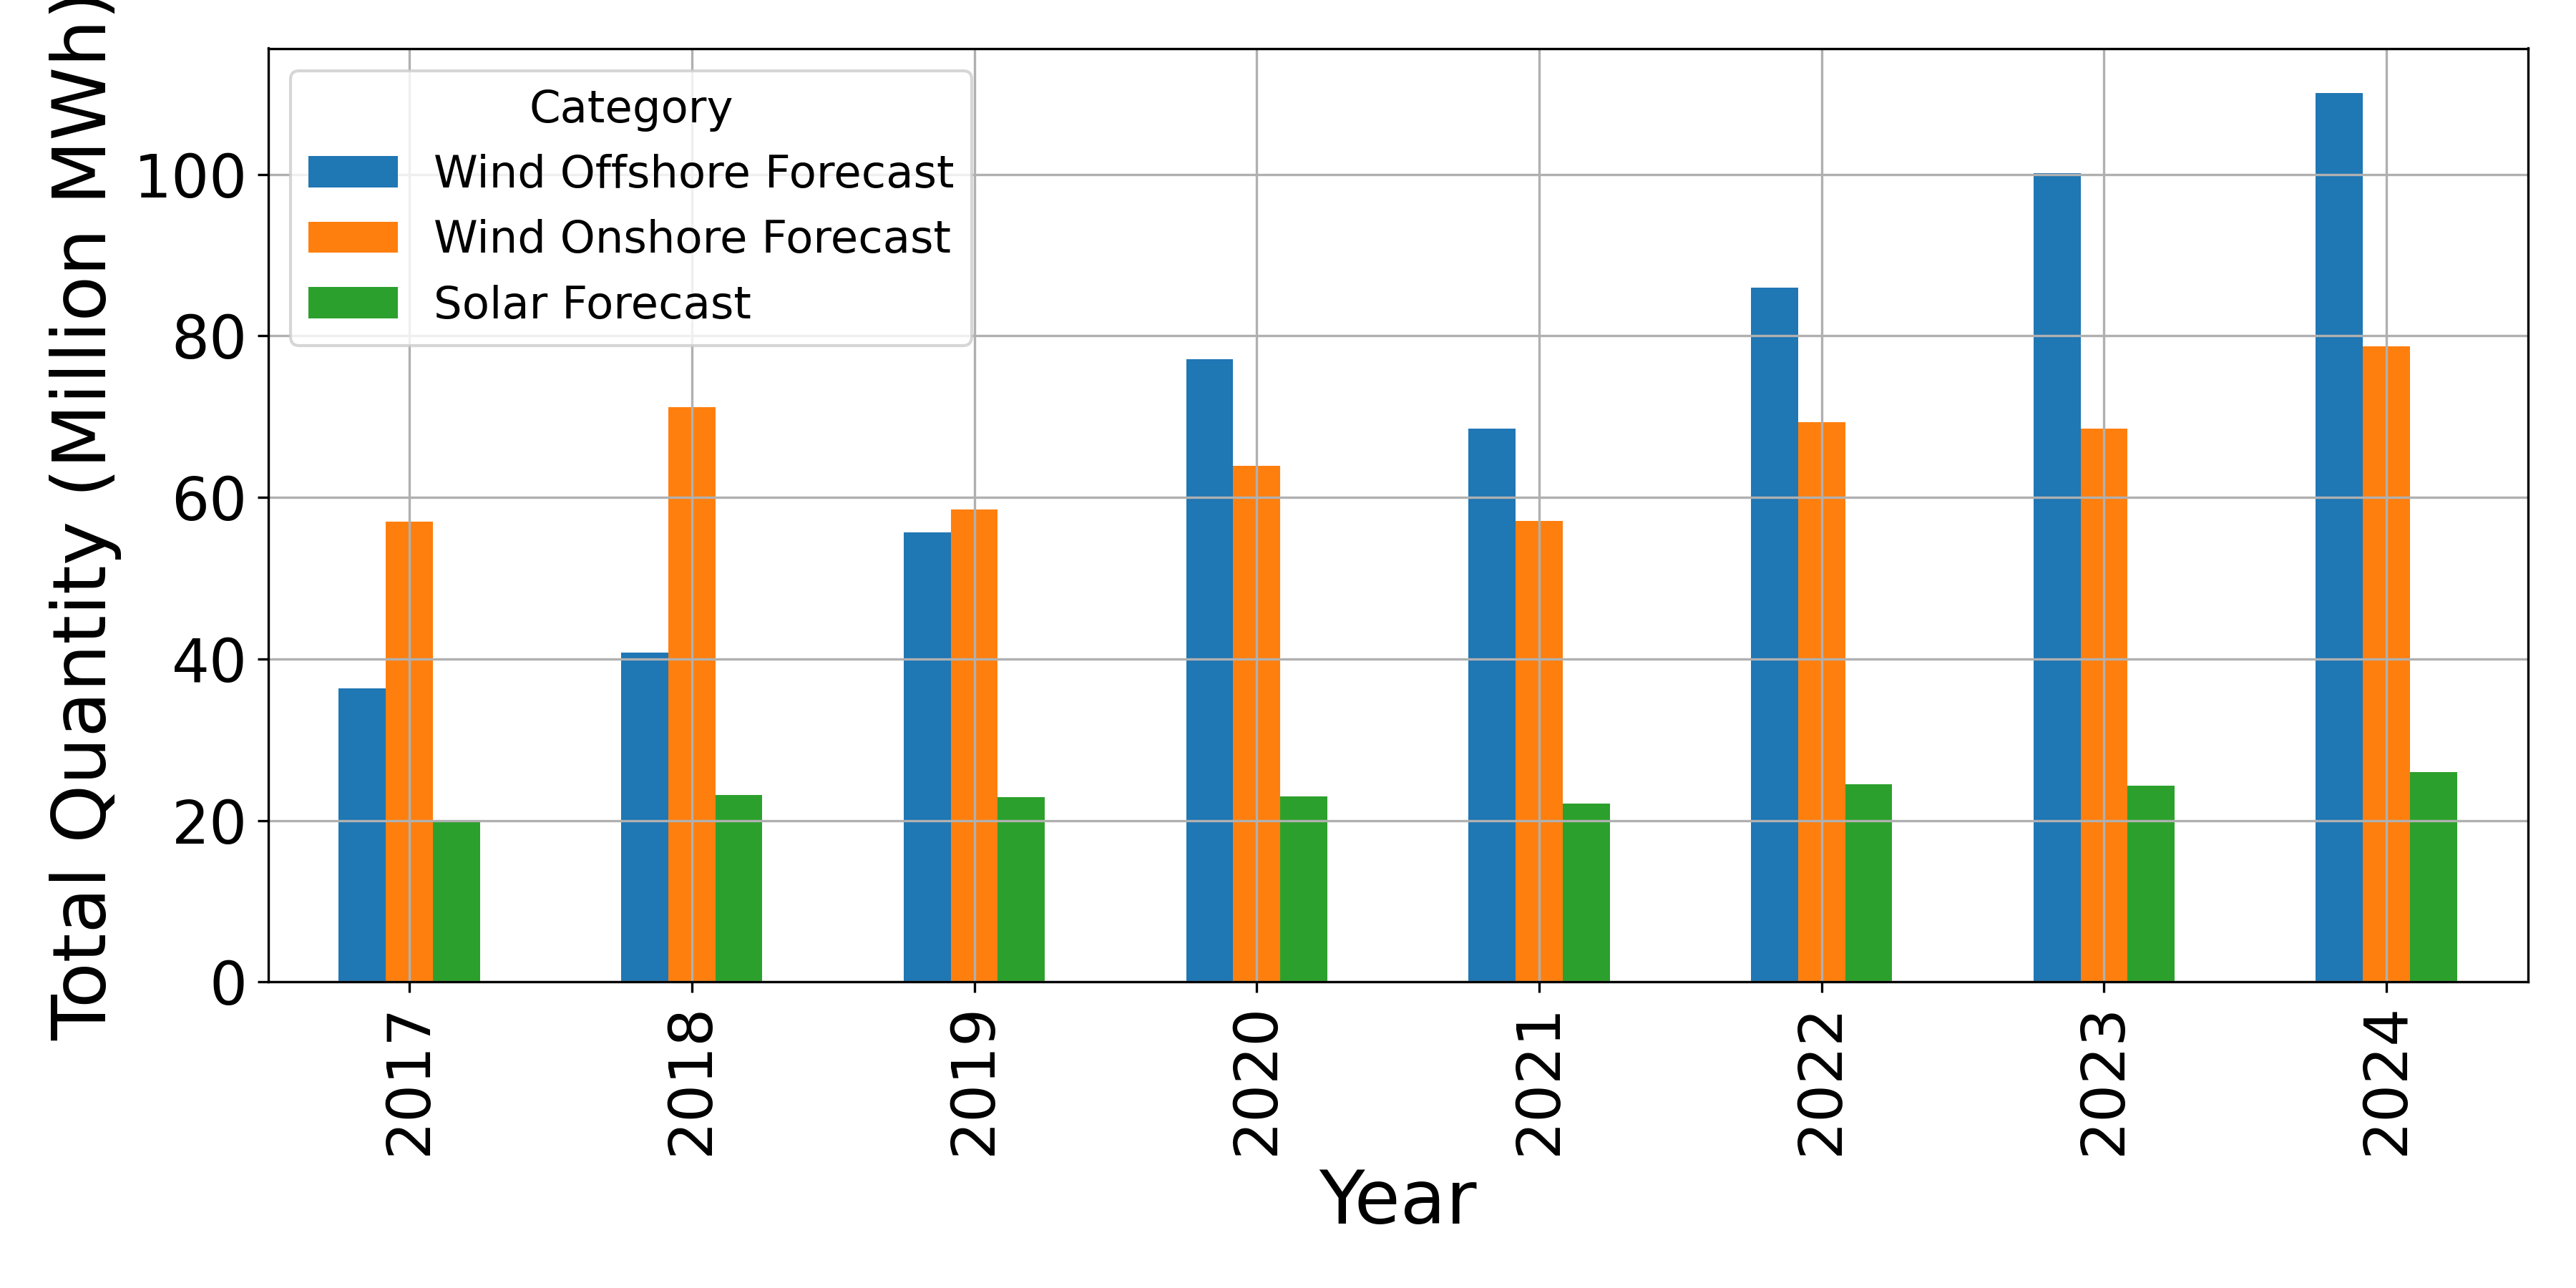 Total Quantity (Million MWh)
100
80
60
40
20
0
Category
Wind Offshore Forecast
Wind Onshore Forecast
Solar Forecast
2017
2018
2019
2020
2021
2022
2023
2024
Year